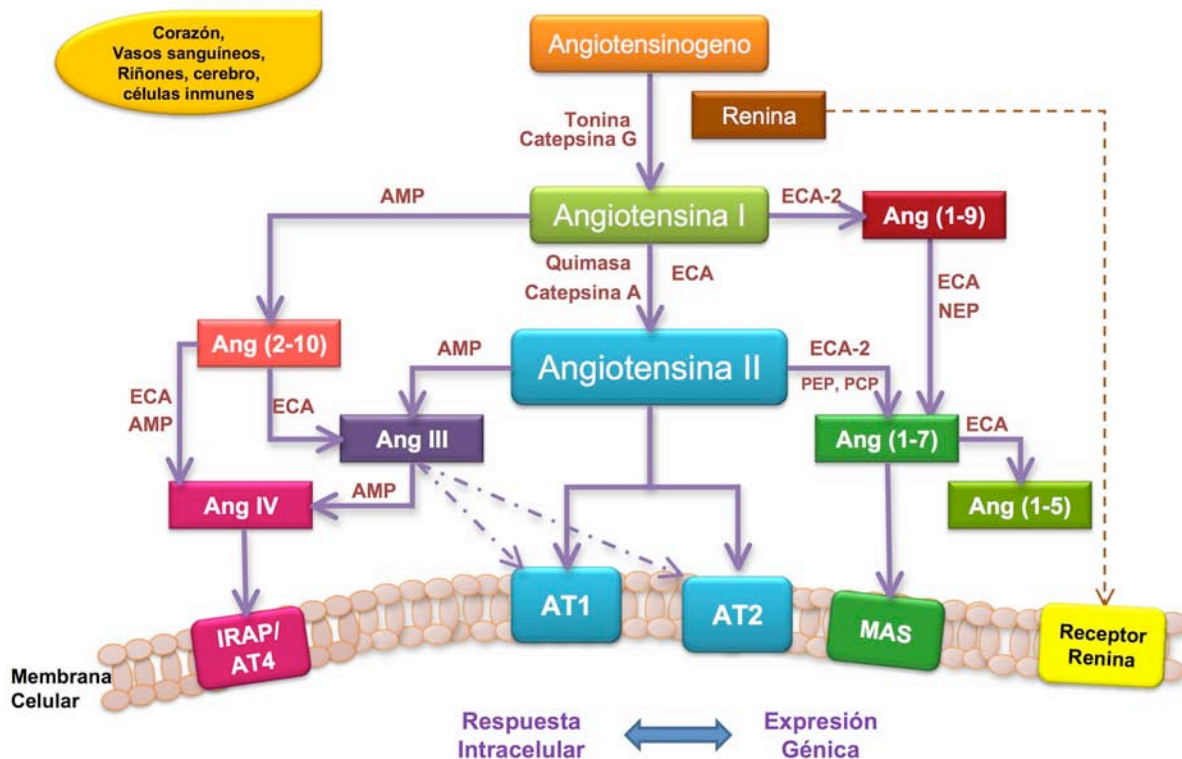 Corazón,
Vasos sanguíneos,
Riñones, cerebro,
células inmunes
Angiotensinogeno
Renina
Tonina
Catepsina G
AMP
Angiotensina I
ECA-2
Ang (1-9)
Quimasa
Catepsina A
ECA
ECA
NEP
Ang (2-10)
AMP
Angiotensina II
ECA-2
PEP, PCP
ECA
AMP
ECA
Ang III
Ang (1-7)
ECA
Ang IV
AMP
Ang (1-5)
IRAP/
AT4
AT1
AT2
MAS
Receptor
Renina
Membrana
Celular
Respuesta
Intracelular
Expresión
Génica